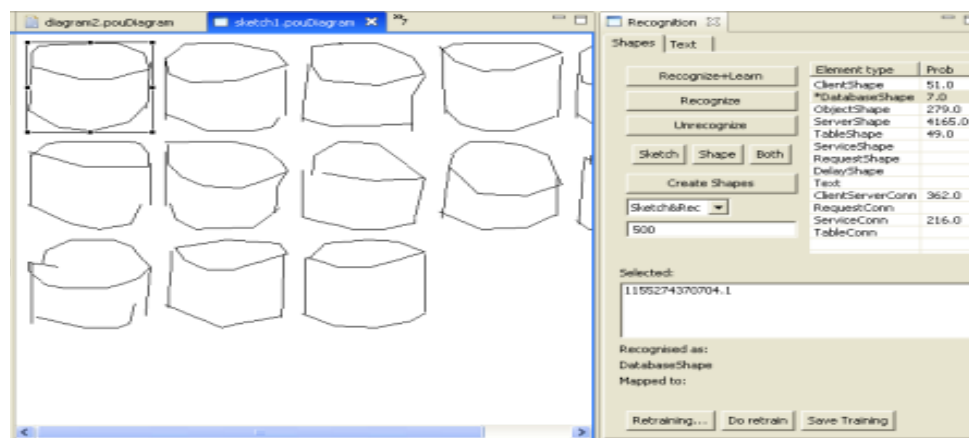 diagram2.pouDiagram
sketch1.pouDiagram
7
Recognition
Shapes Text
Recognize+Learn
Recognize
Unrecognize
Sketch Shape Both
Create Shapes
Sketch&Rec
500
Element type Prob
ClientShape 51.0
*DatabaseShape 7.0
ObjectShape 279.0
ServerShape 4165.0
TableShape 49.0
ServiceShape
RequestShape
DelayShape
Text
ClientServerConn 362.0
RequestConn
ServiceConn 216.0
TableConn
Selected:
1155274370704.1
Recognised as:
DatabaseShape
Mapped to:
Retraining... Do retrain Save Training